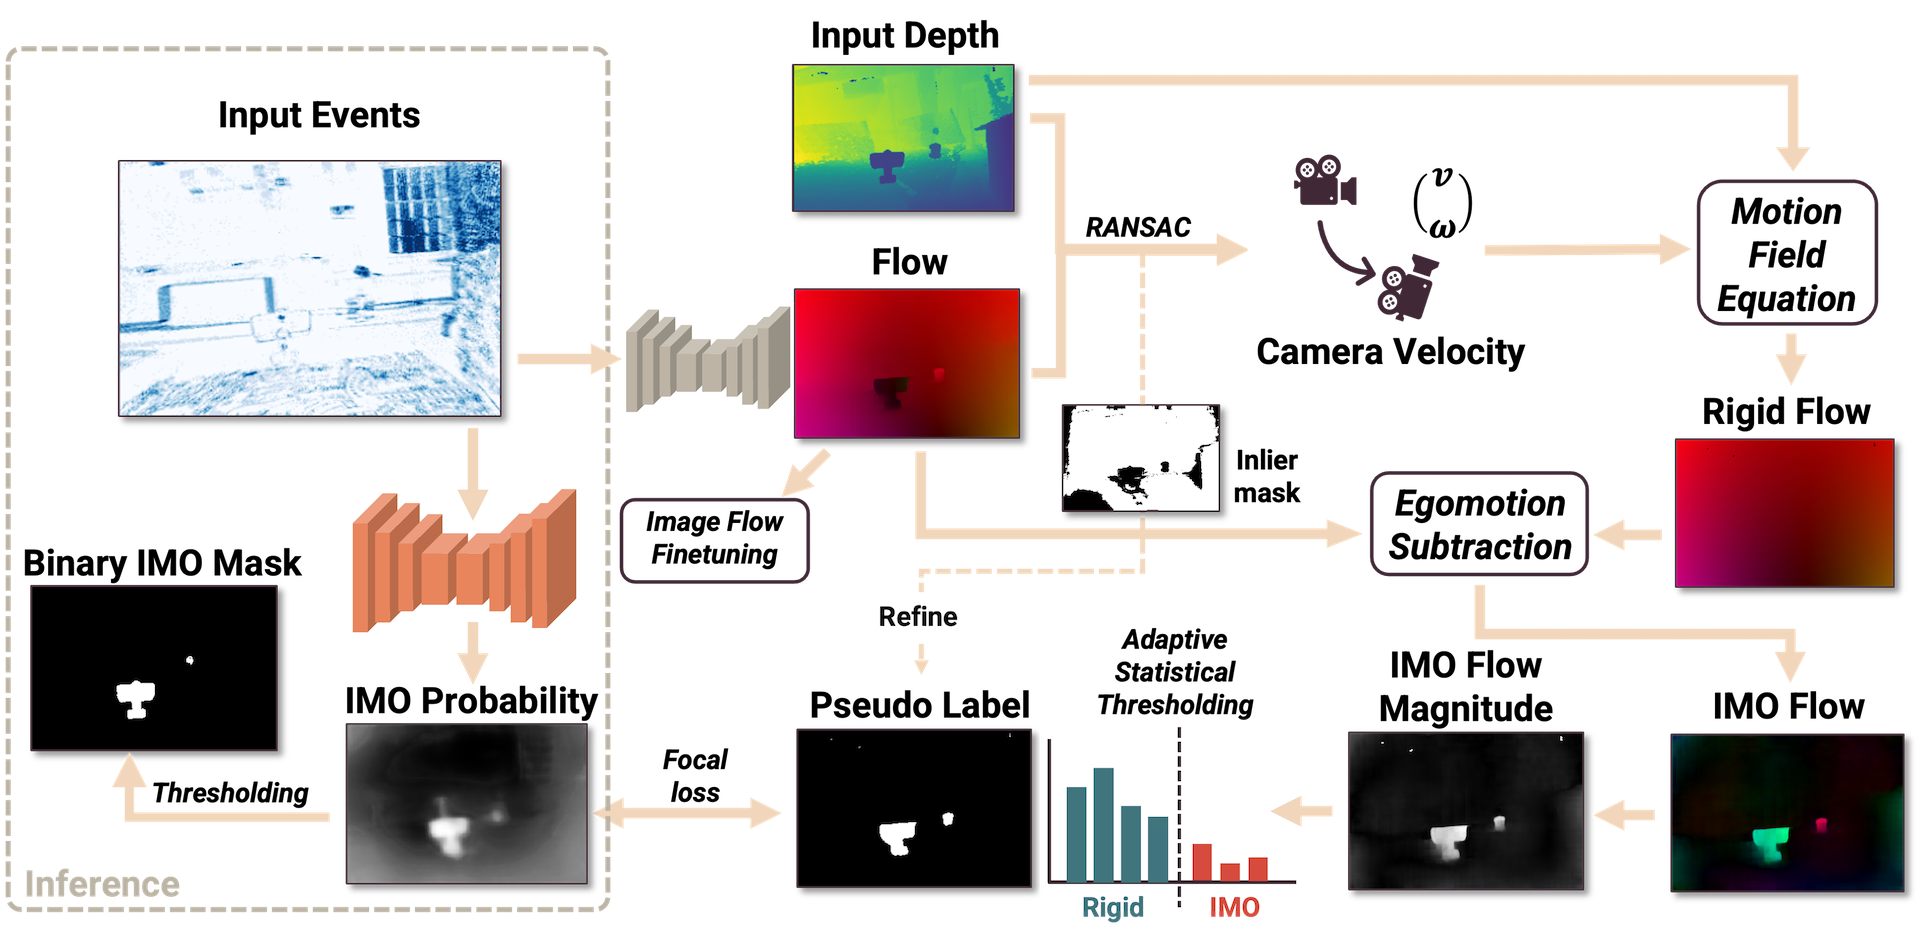 Input Depth
Input Events
RANSAC
v
ω
Motion
Field
Equation
Flow
Camera Velocity
Rigid Flow
Inlier
mask
Image Flow
Finetuning
Egomotion
Subtraction
Binary IMO Mask
Refine
Adaptive
Statistical
Thresholding
IMO Flow
Magnitude
IMO Probability
Pseudo Label
IMO Flow
Focal
loss
Thresholding
Inference
Rigid
IMO